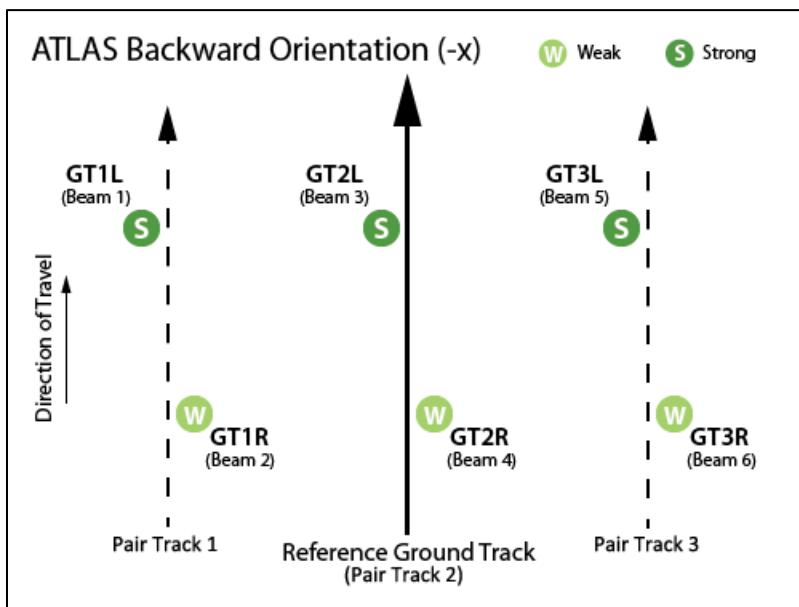 ATLAS Backward Orientation (-x)
W Weak
S Strong
GT1L
(Beam 1)
S
GT2L
(Beam 3)
S
GT3L
(Beam 5)
S
Direction of Travel
W
GT1R
(Beam 2)
W
GT2R
(Beam 4)
W
GT3R
(Beam 6)
Pair Track 1
Reference Ground Track
(Pair Track 2)
Pair Track 3